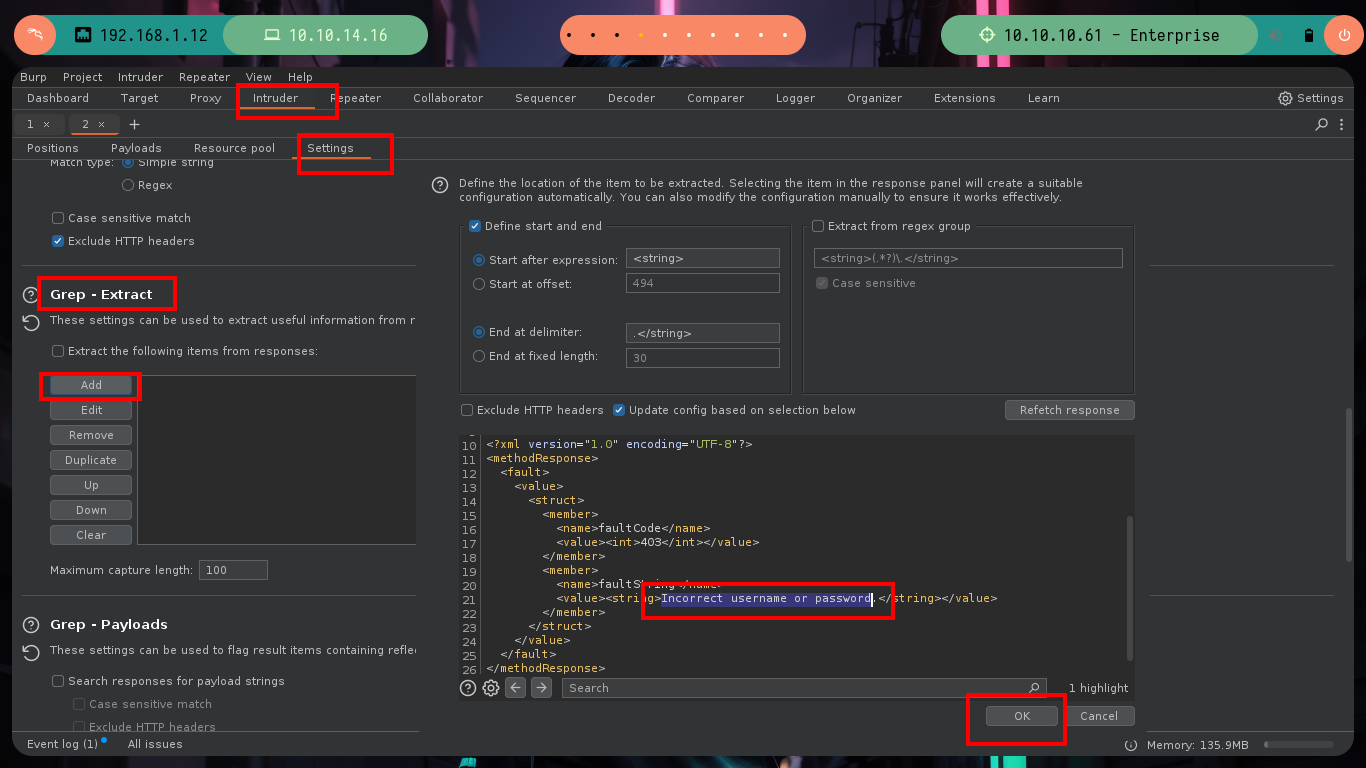 192.168.1.12
10.10.14.16
10.10.10.61 - Enterprise
Burp Project Intruder Repeater View Help
Dashboard Target Proxy Intruder Repeater Collaborator Sequencer Decoder Comparer Logger Organizer Extensions Learn Settings
1 × 2 × +
Positions Payloads Resource pool Settings
Match type: Simple string
Regex
Case sensitive match
Exclude HTTP headers
Grep - Extract
These settings can be used to extract useful information from r
Extract the following items from responses:
Add
Edit
Remove
Duplicate
Up
Down
Clear
Maximum capture length: 100
Grep - Payloads
These settings can be used to flag result items containing refle
Search responses for payload strings
Case sensitive match
Exclude HTTP headers
Define the location of the item to be extracted. Selecting the item in the response panel will create a suitable
configuration automatically. You can also modify the configuration manually to ensure it works effectively.
Define start and end
Start after expression: <string>
Start at offset: 494
End at delimiter: .</string>
End at fixed length: 30
Extract from regex group
<string>(.*?)\.</string>
Case sensitive
Exclude HTTP headers Update config based on selection below Refetch response
10 <?xml version="1.0" encoding="UTF-8"?>
11 <methodResponse>
12 <fault>
13 <value>
14 <struct>
15 <member>
16 <name>faultCode</name>
17 <value><int>403</int></value>
18 </member>
19 <member>
20 <name>faultString</name>
21 <value><string>Incorrect username or password.</string></value>
22 </member>
23 </struct>
24 </value>
25 </fault>
26 </methodResponse>
Search 1 highlight
OK Cancel
Event log (1) All issues Memory: 135.9MB